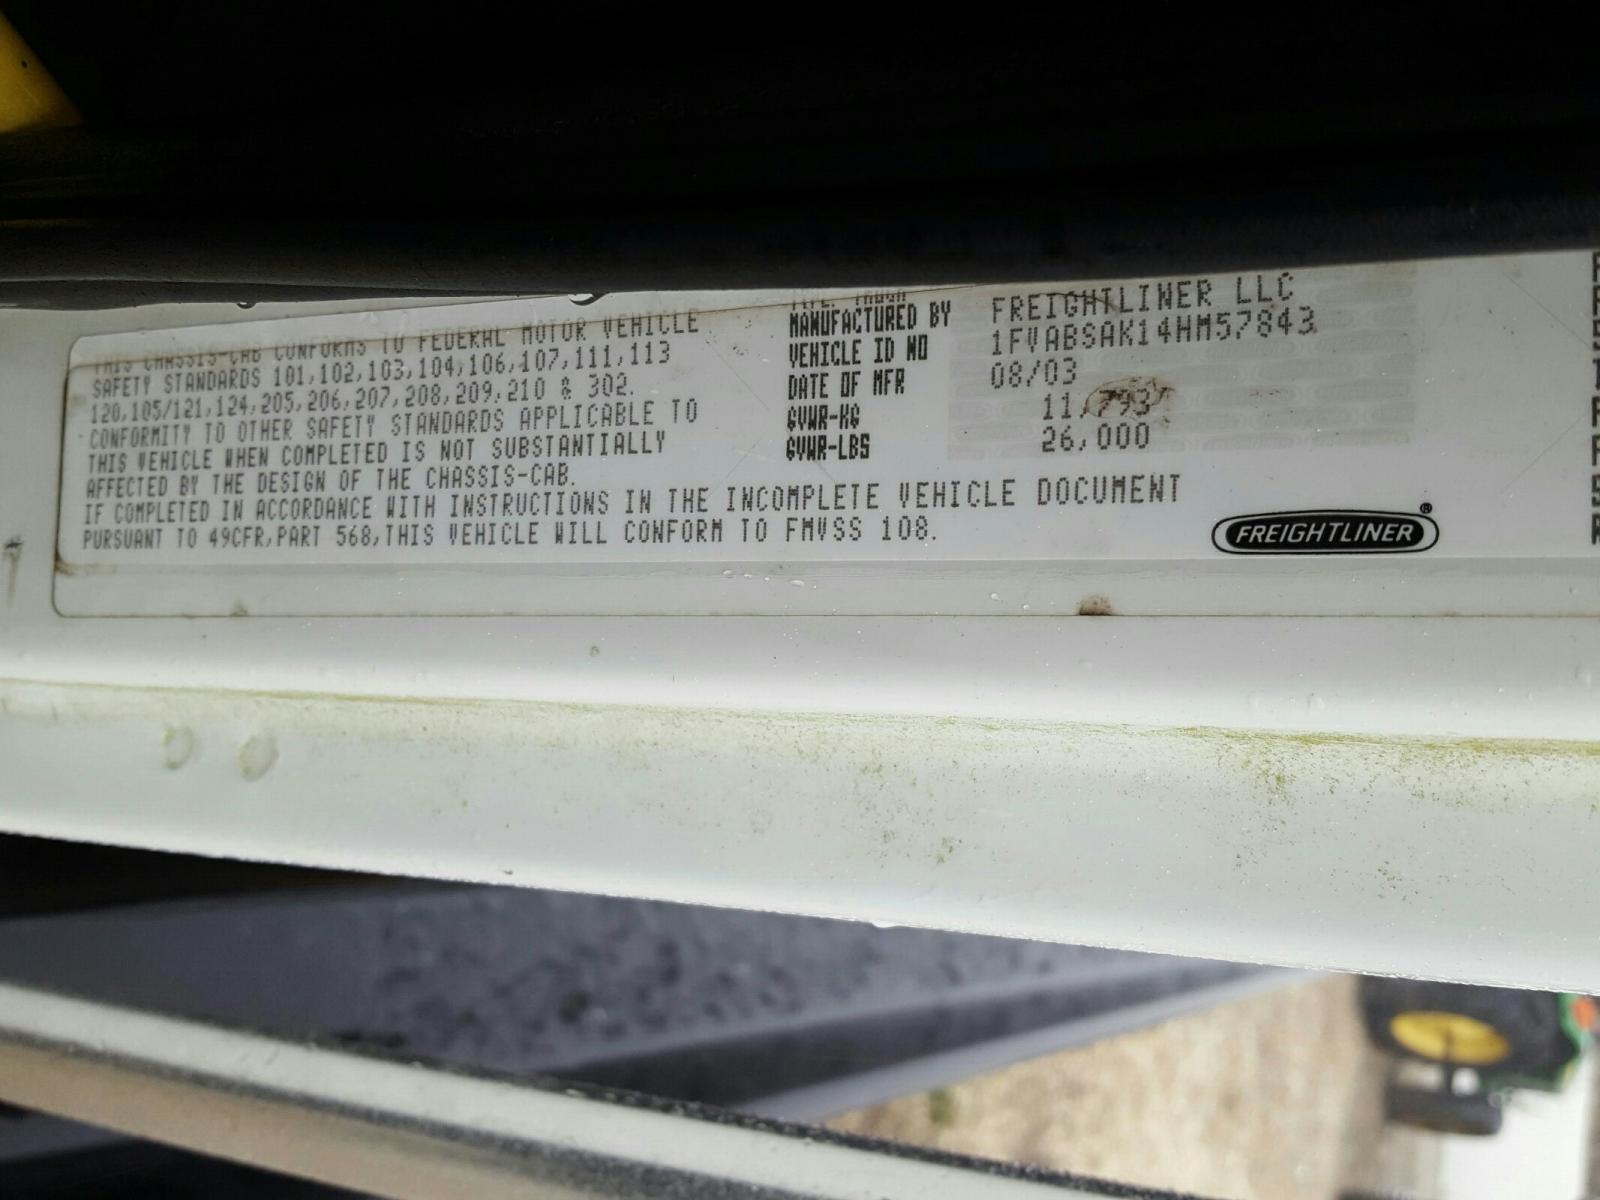 THIS CHASSIS-CAB CONFORMS TO FEDERAL MOTOR VEHICLE
SAFETY STANDARDS 101,102,103,104,106,107,111,113
120,105/121,124,205,206,207,208,209,210 & 302.
CONFORMITY TO OTHER SAFETY STANDARDS APPLICABLE TO
THIS VEHICLE WHEN COMPLETED IS NOT SUBSTANTIALLY
AFFECTED BY THE DESIGN OF THE CHASSIS-CAB.
IF COMPLETED IN ACCORDANCE WITH INSTRUCTIONS IN THE INCOMPLETE VEHICLE DOCUMENT
PURSUANT TO 49CFR,PART 568,THIS VEHICLE WILL CONFORM TO FMVSS 108.
MANUFACTURED BY FREIGHTLINER LLC
VEHICLE ID NO 1FVABSAK14HM57843
DATE OF MFR 08/03
GVWR-KG 11,793
GVWR-LBS 26,000
FREIGHTLINER®